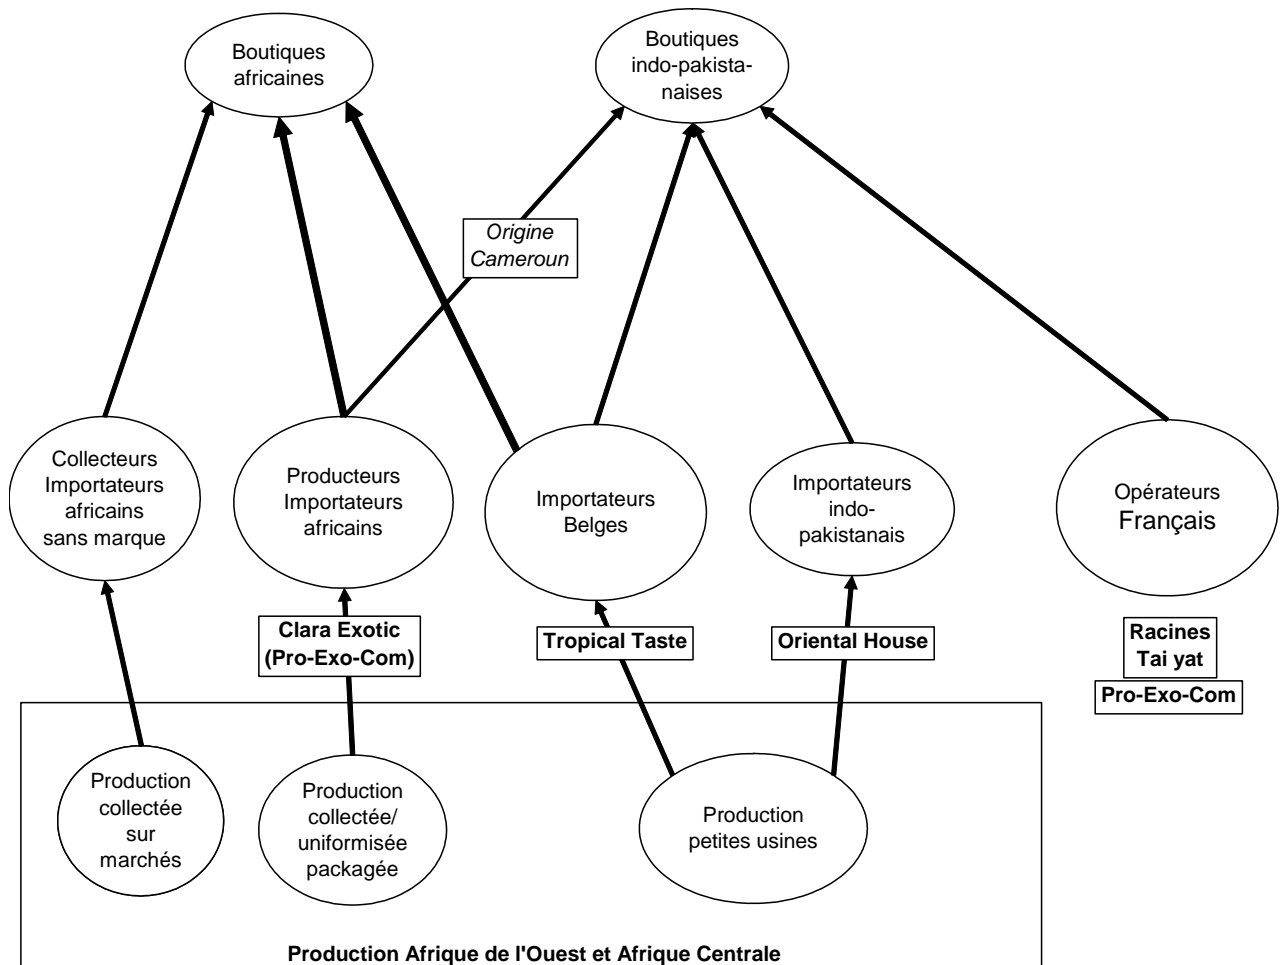 Boutiques
africaines
Boutiques
indo-pakista-
naises
Origine
Cameroun
Collecteurs
Importateurs
africains
sans marque
Producteurs
Importateurs
africains
Importateurs
Belges
Importateurs
indo-
pakistanais
Opérateurs
Français
Clara Exotic
(Pro-Exo-Com)
Tropical Taste
Oriental House
Racines
Tai yat
Pro-Exo-Com
Production
collectée
sur
marchés
Production
collectée/
uniformisée
packagée
Production
petites usines
Production Afrique de l'Ouest et Afrique Centrale